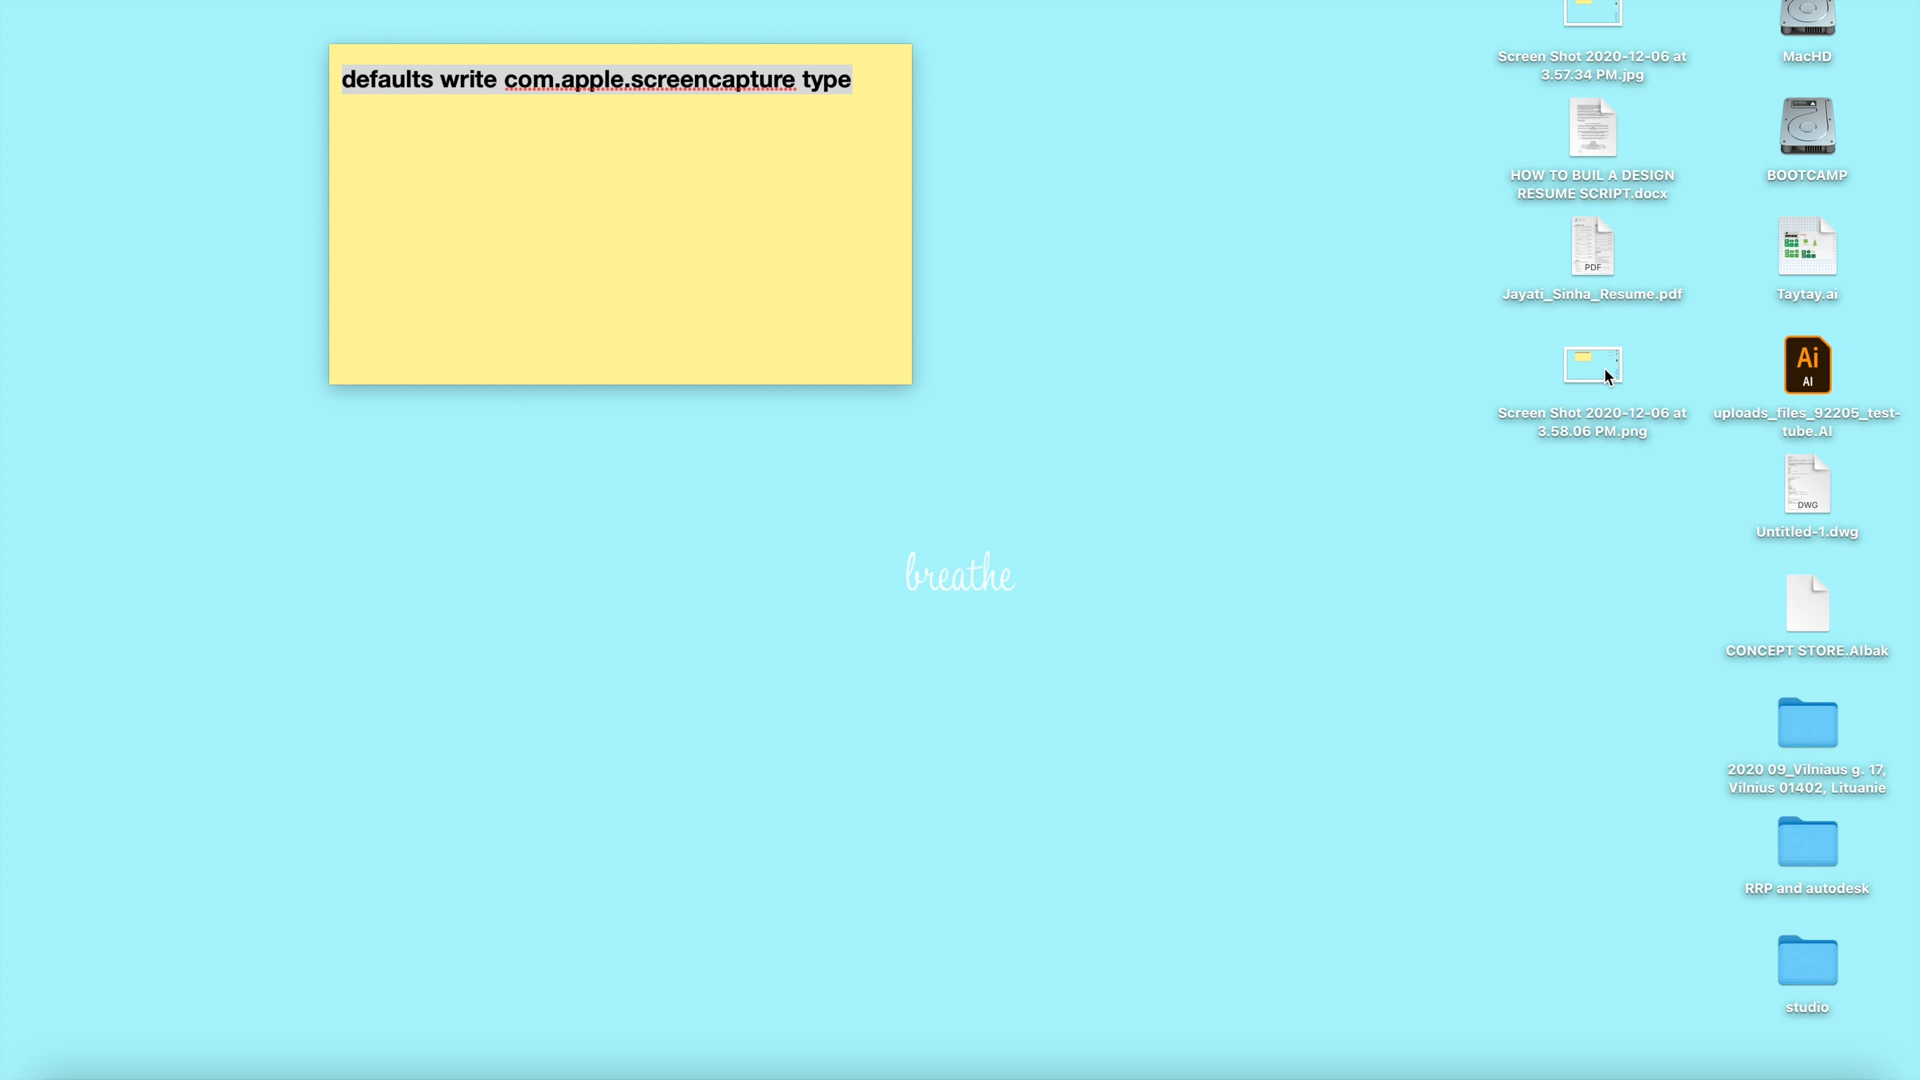 defaults write com.apple.screencapture type
Screen Shot 2020-12-06 at
3.57.34 PM.jpg
MacHD
HOW TO BUIL A DESIGN
RESUME SCRIPT.docx
BOOTCAMP
PDF
Jayati_Sinha_Resume.pdf
Taytay.ai
Screen Shot 2020-12-06 at
3.58.06 PM.png
Ai
AI
uploads_files_92205_test-
tube.AI
DWG
Untitled-1.dwg
breathe
CONCEPT STORE.AIbak
2020 09_Vilniaus g. 17,
Vilnius 01402, Lituanie
RRP and autodesk
studio